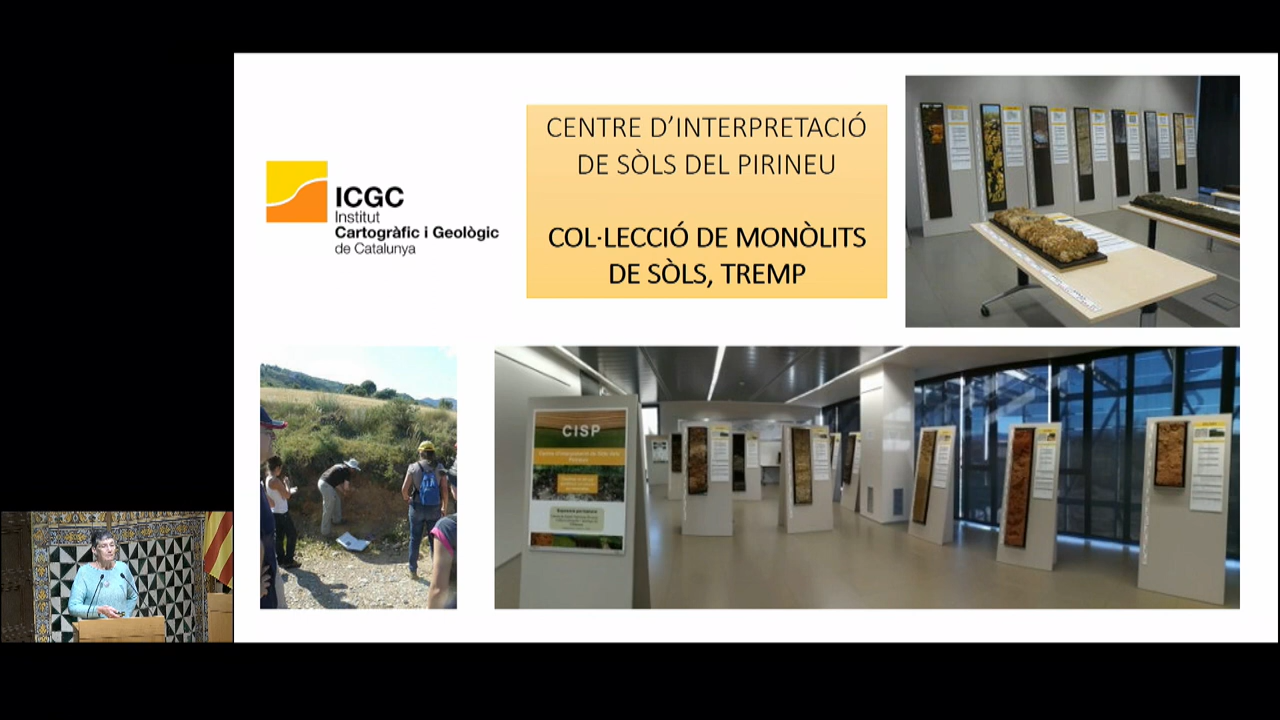 ICGC
Institut
Cartogràfic i Geològic
de Catalunya
CENTRE D'INTERPRETACIÓ
DE SÒLS DEL PIRINEU
COL·LECCIÓ DE MONÒLITS
DE SÒLS, TREMP
CISP